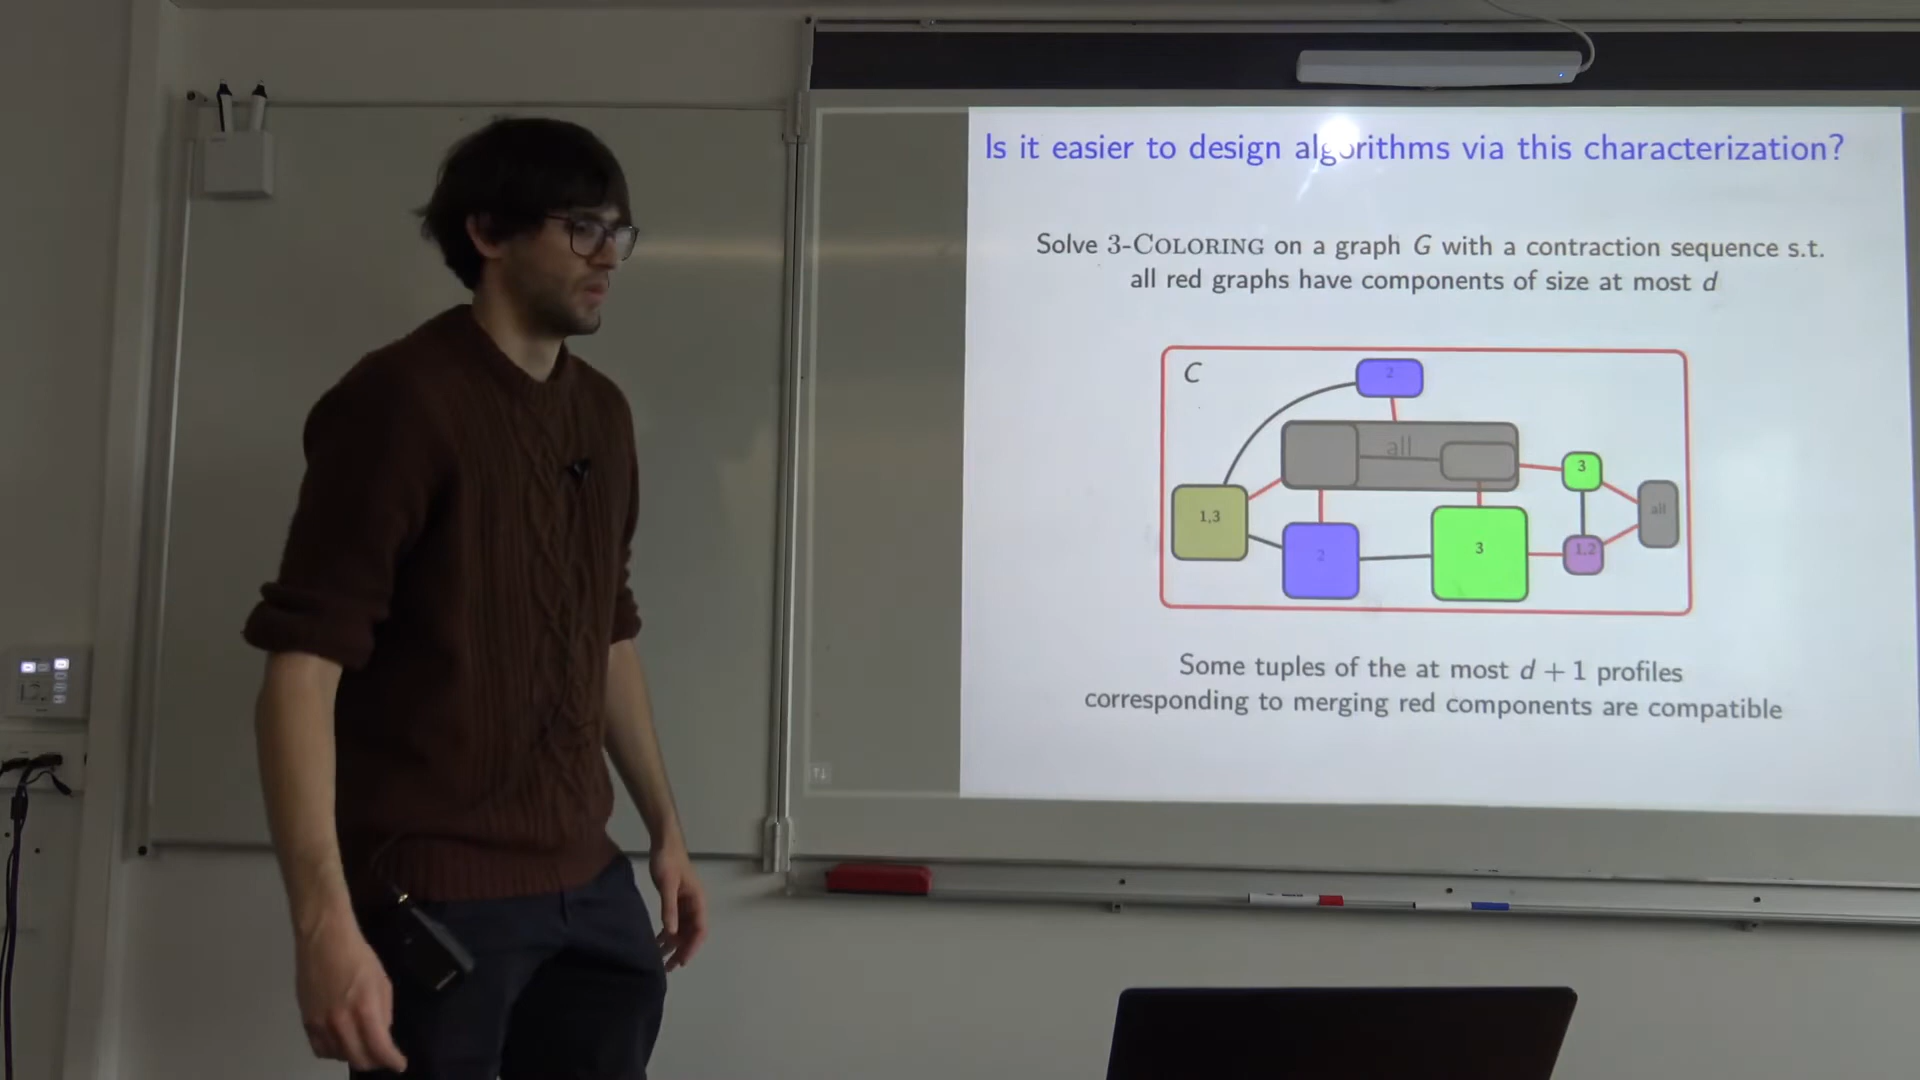 Is it easier to design algorithms via this characterization?
Solve 3-COLORING on a graph G with a contraction sequence s.t.
all red graphs have components of size at most d
C
2
all
3
1,3
all
2
3
1,2
Some tuples of the at most d + 1 profiles
corresponding to merging red components are compatible